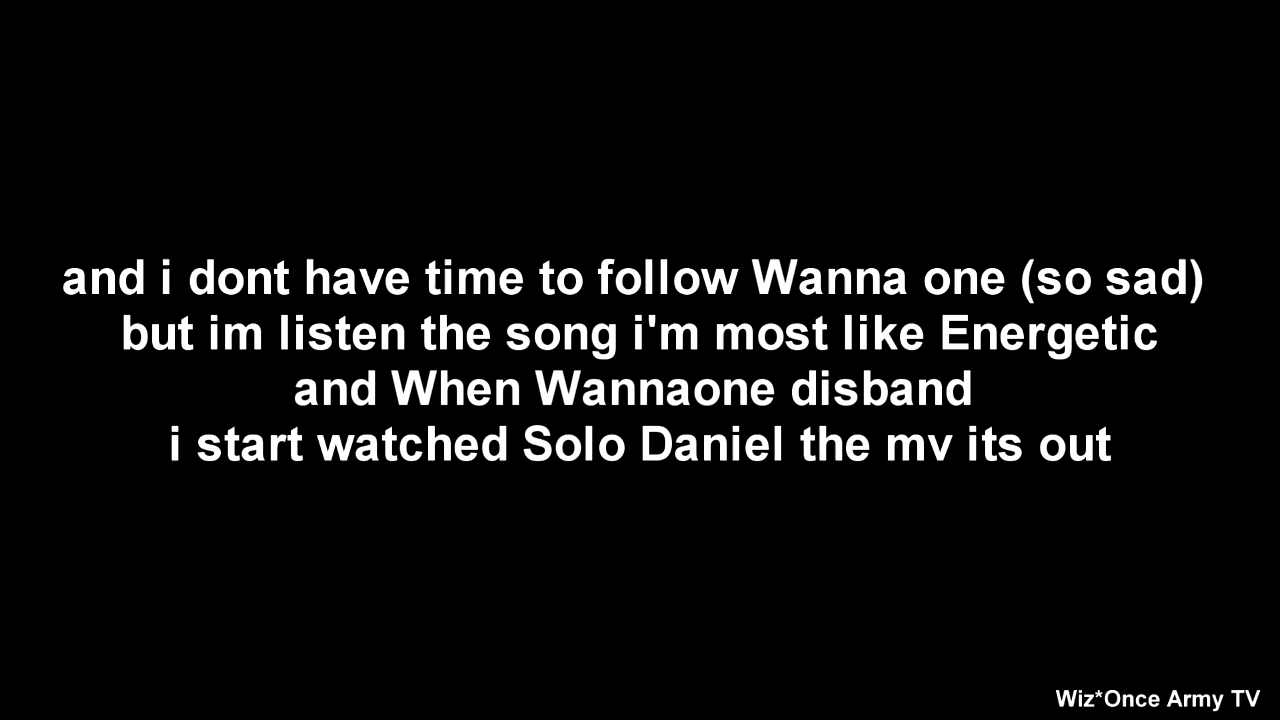 and i dont have time to follow Wanna one (so sad)
but im listen the song i'm most like Energetic
and When Wannaone disband
i start watched Solo Daniel the mv its out
Wiz*Once Army TV